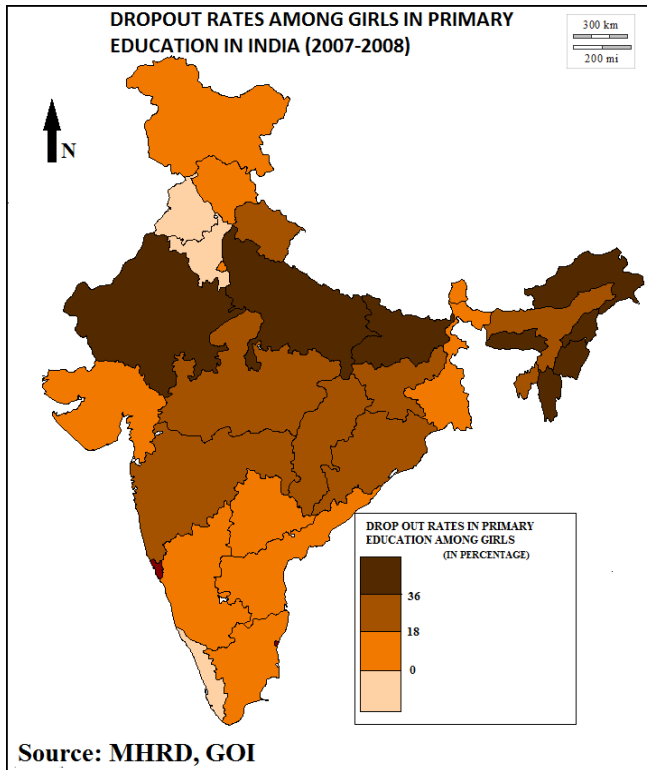 DROPOUT RATES AMONG GIRLS IN PRIMARY
EDUCATION IN INDIA (2007-2008)
300 km
200 mi
N
DROP OUT RATES IN PRIMARY
EDUCATION AMONG GIRLS
(IN PERCENTAGE)
36
18
0
Source: MHRD, GOI